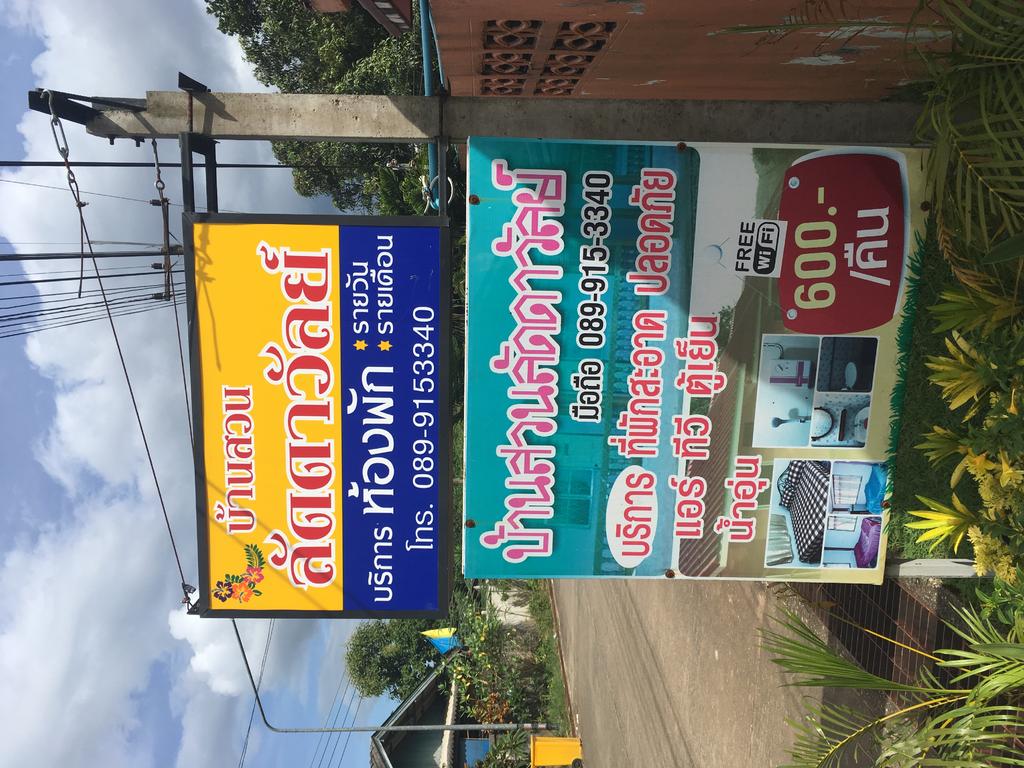 บ้านสวน
ลัดดาวัลย์
บริการ ห้องพัก รายวัน รายเดือน
โทร. 089-9153340
บ้านสวนลัดดาวัลย์
มือถือ 089-915-3340
บริการ ที่พักสะอาด ปลอดภัย
แอร์ ทีวี ตู้เย็น
น้ำอุ่น
FREE
Wi Fi
600.-
/คืน